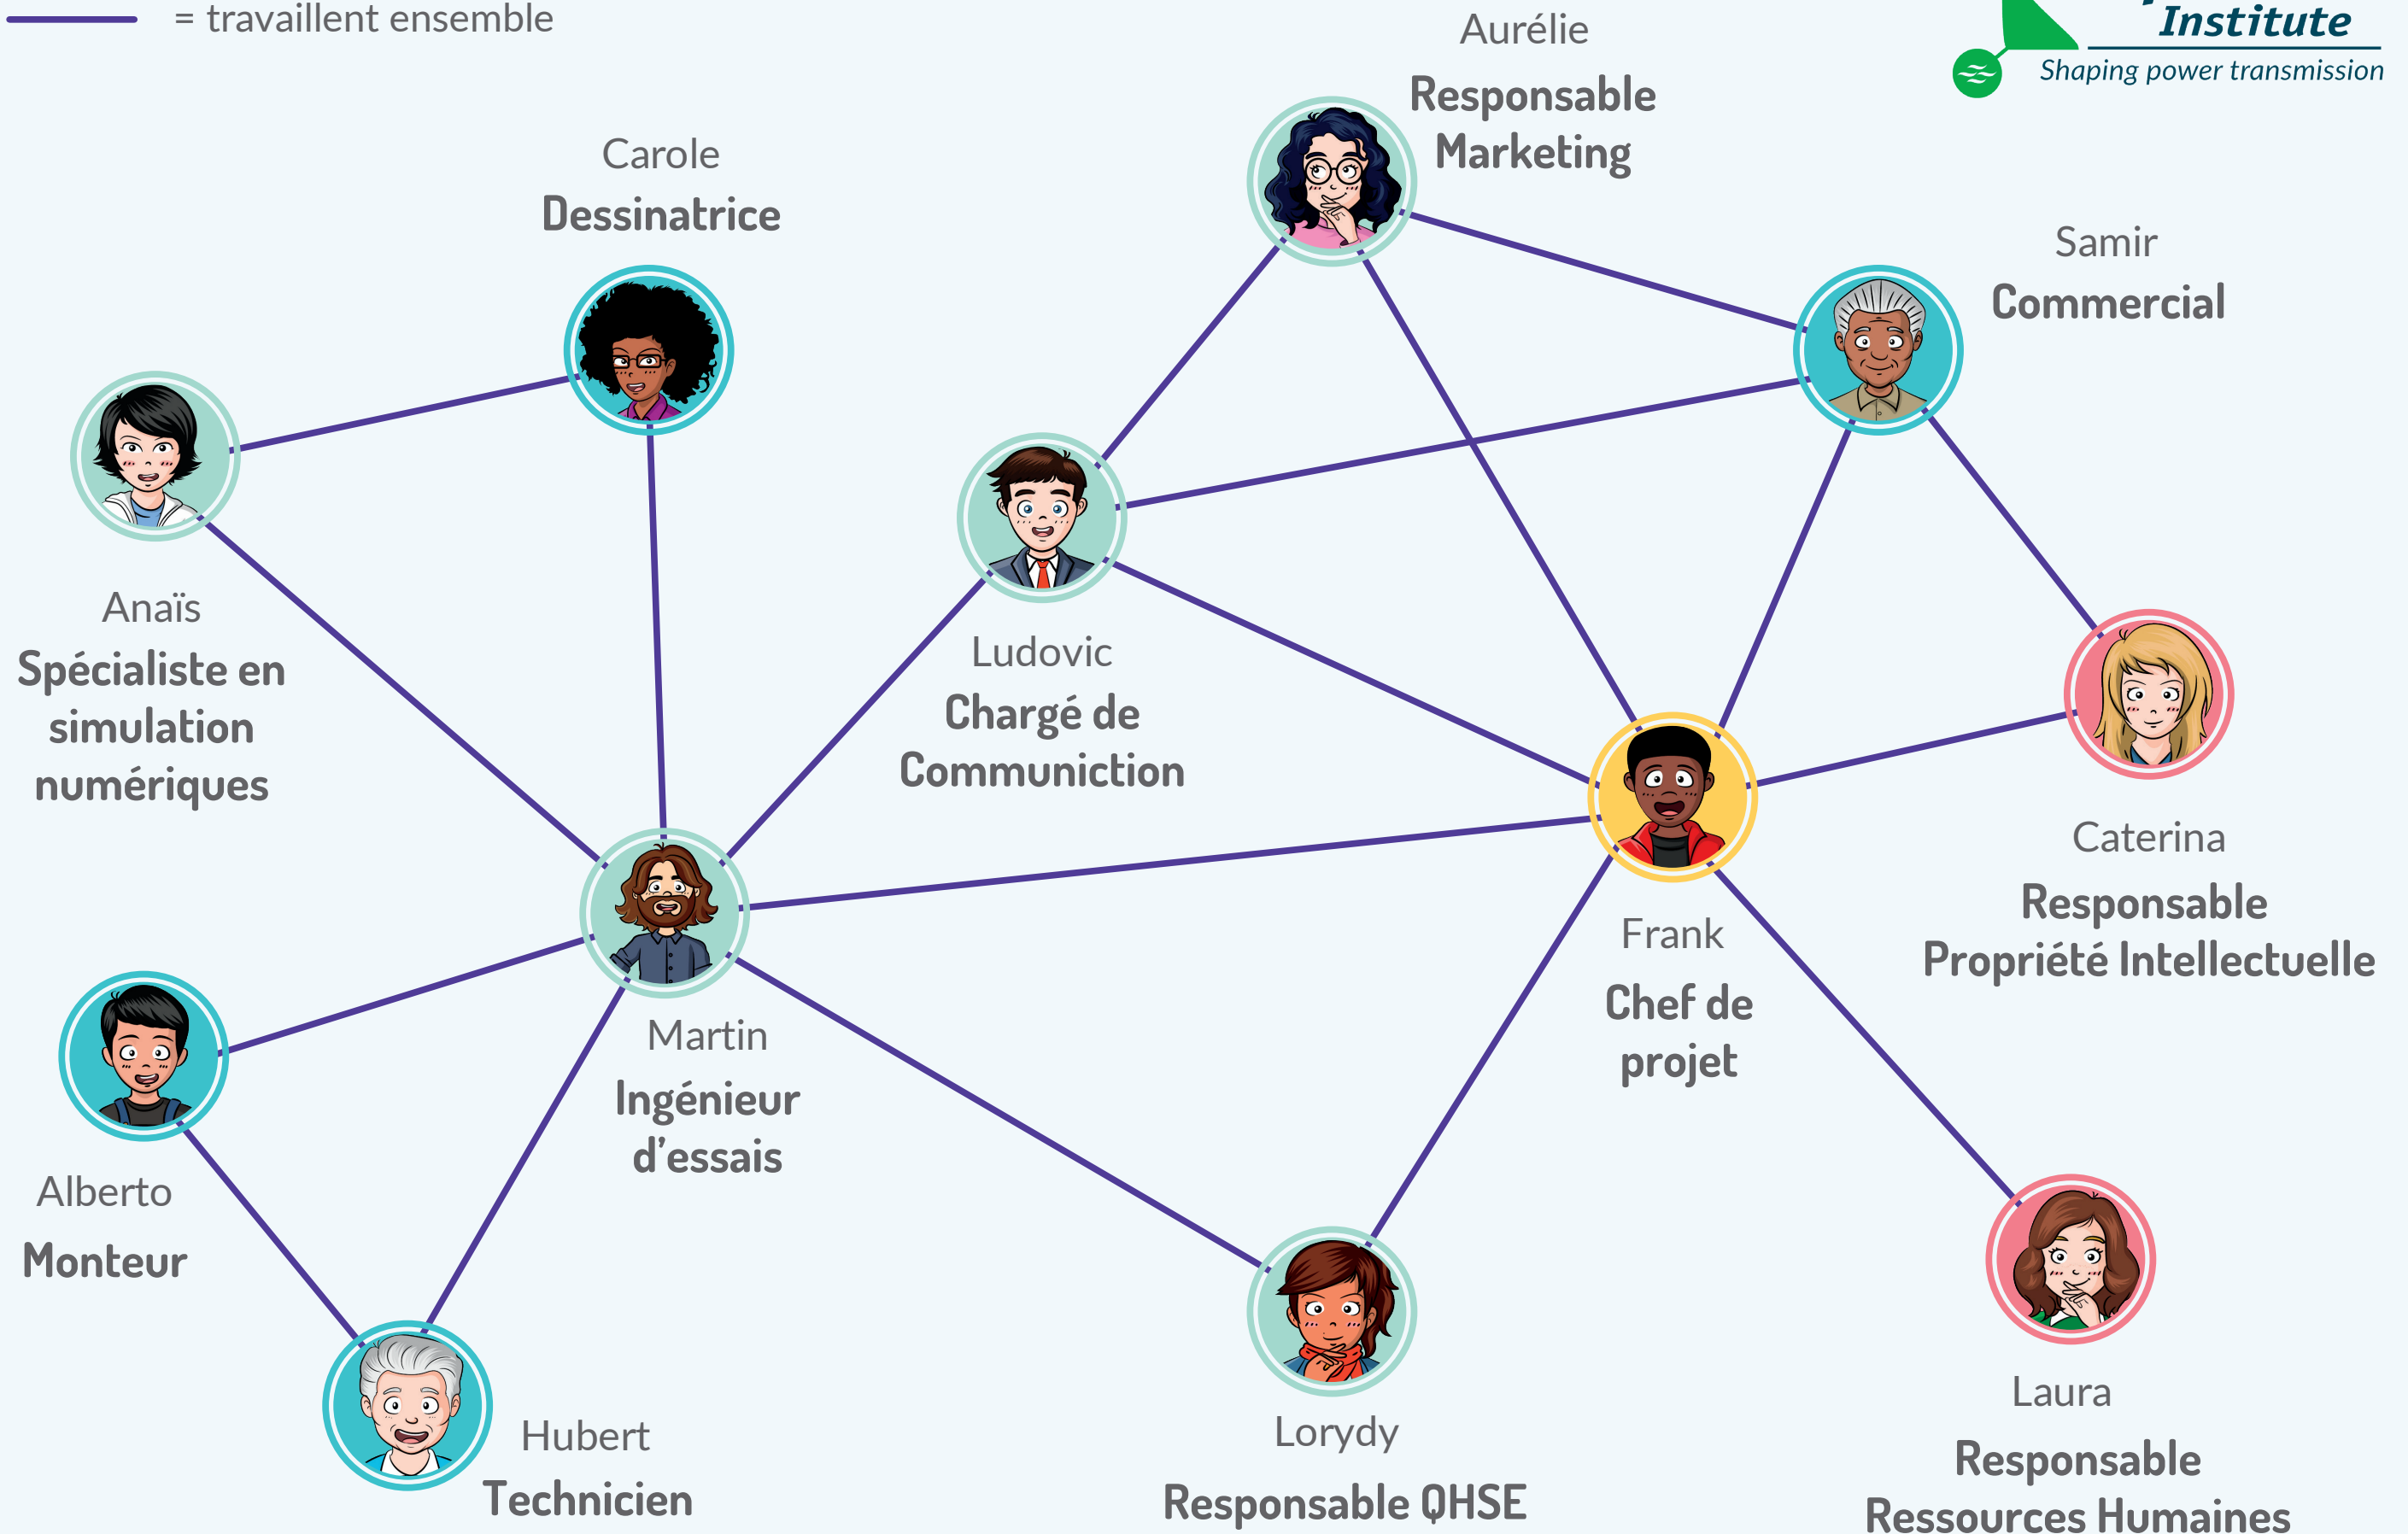 = travaillent ensemble
Institute
Shaping power transmission
Aurélie
Responsable
Marketing
Carole
Dessinatrice
Samir
Commercial
Anaïs
Spécialiste en
simulation
numériques
Ludovic
Chargé de
Communiction
Caterina
Responsable
Propriété Intellectuelle
Frank
Chef de
projet
Martin
Ingénieur
d'essais
Alberto
Monteur
Hubert
Technicien
Lorydy
Responsable QHSE
Laura
Responsable
Ressources Humaines